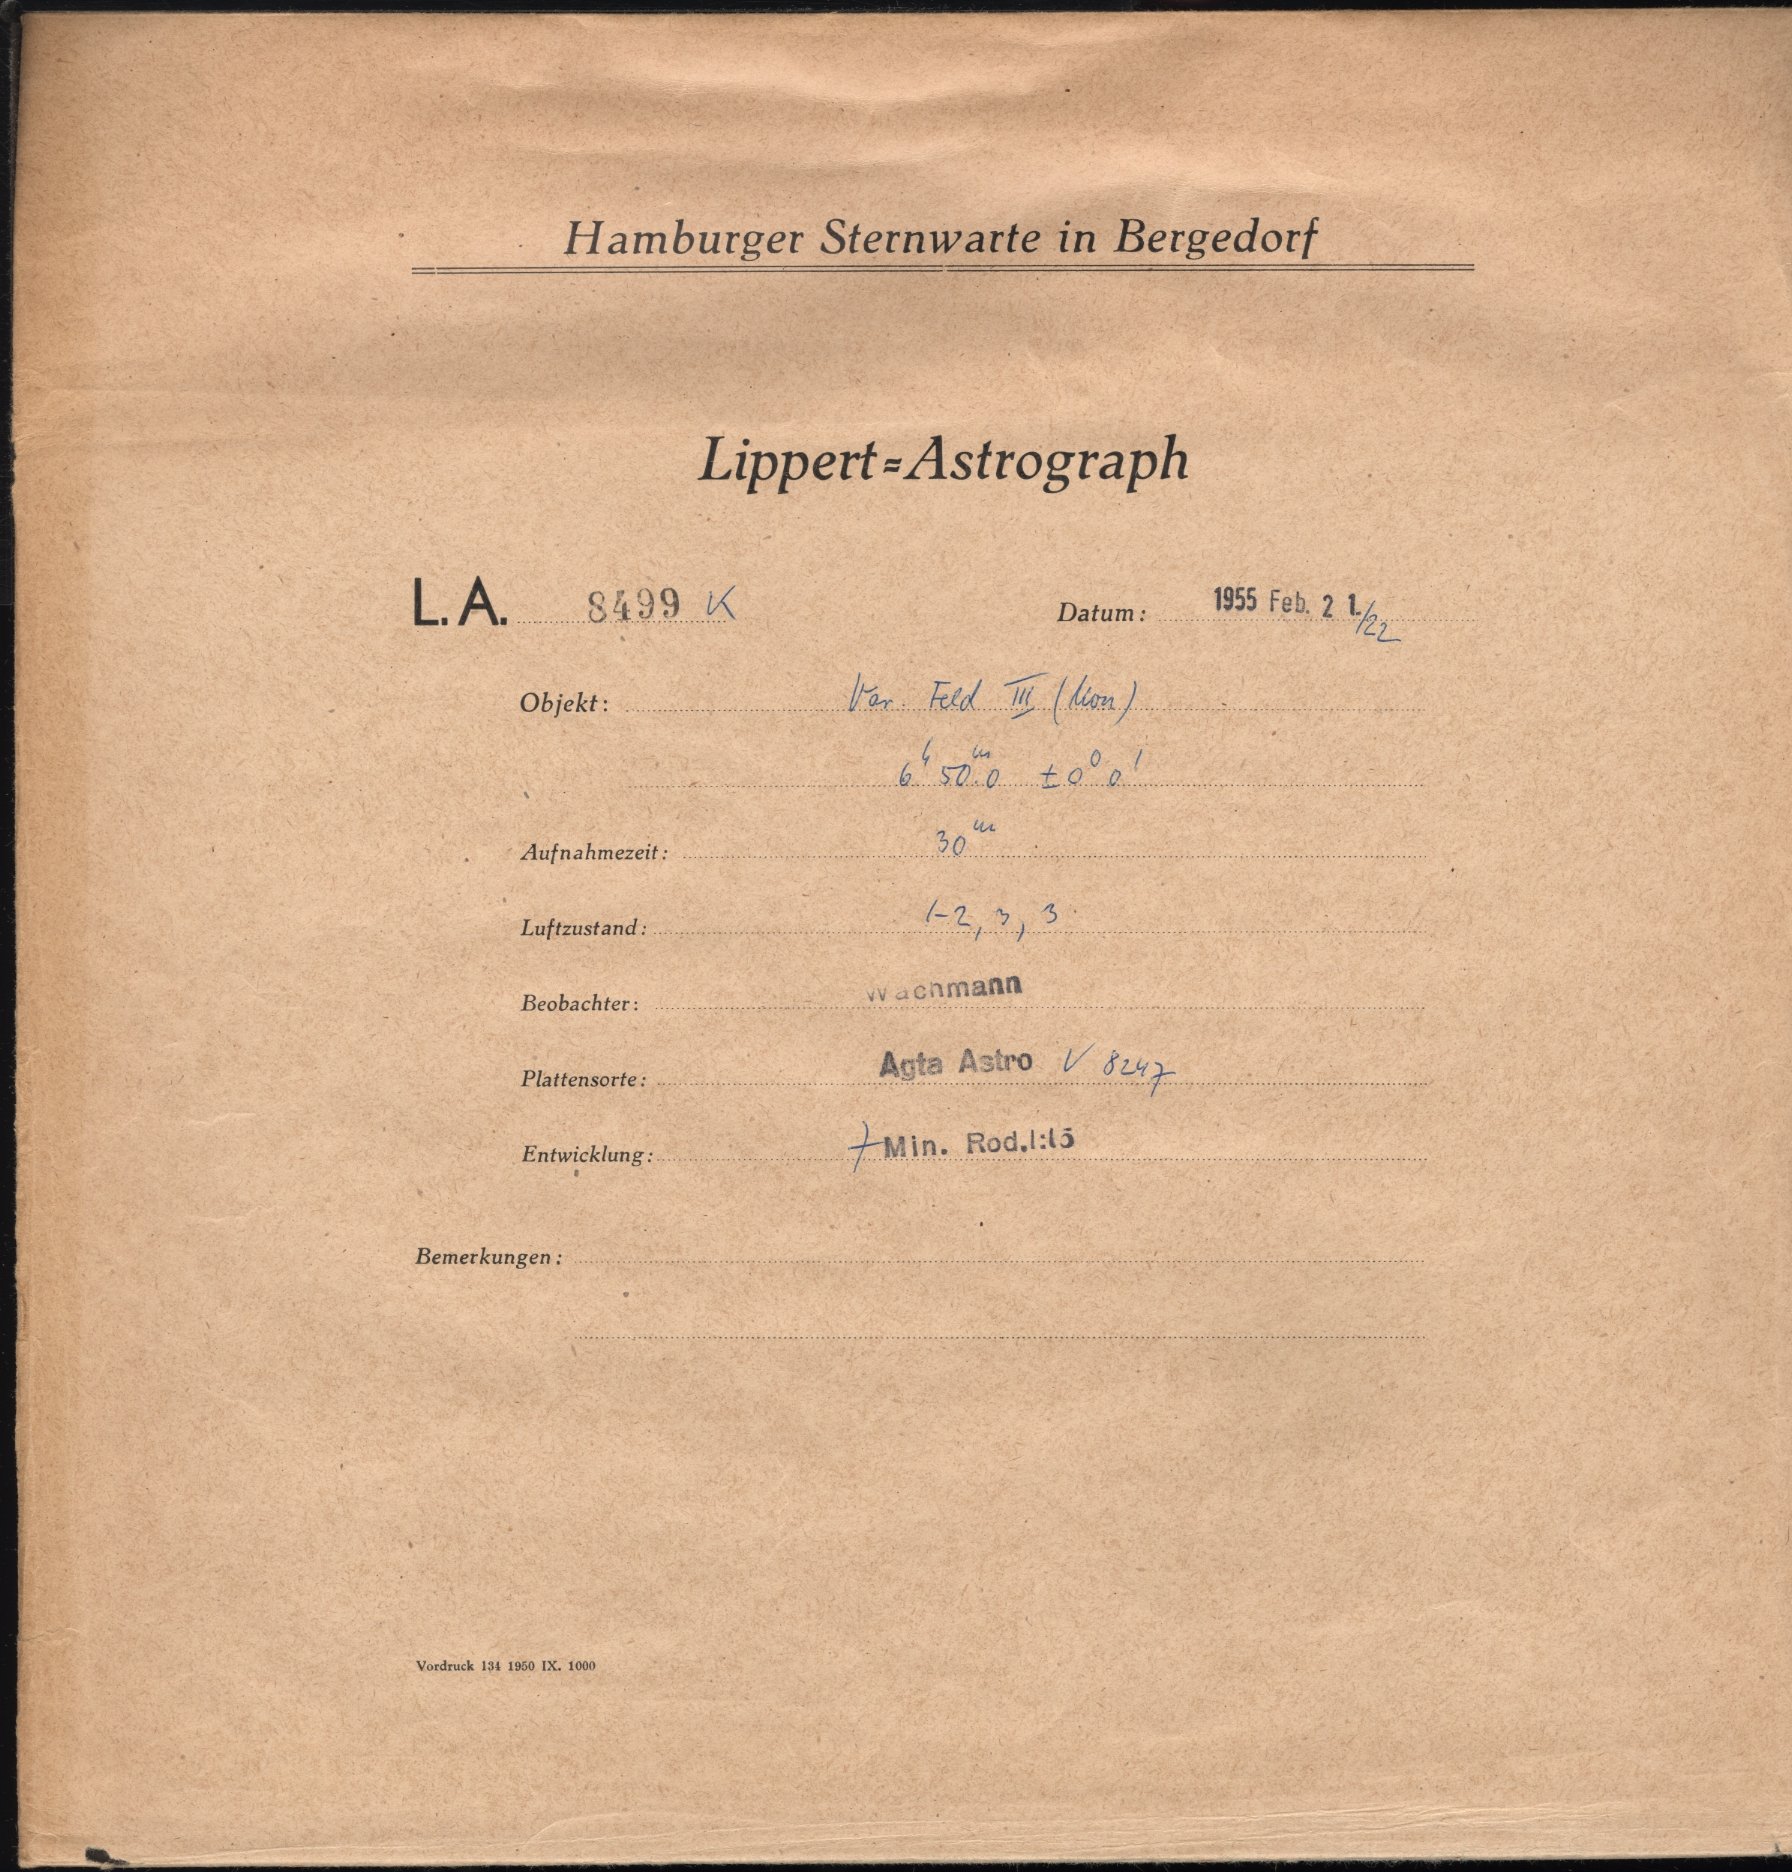 Hamburger Sternwarte in Bergedorf
Lippert=Astrograph
L. A. 8499 K Datum: 1955 Feb. 21./22
Objekt: Var. Feld III (Mon)
6h 50m.0 ±0° 0'
Aufnahmezeit: 30m
Luftzustand: 1-2, 3, 3
Beobachter: Wachmann
Plattensorte: Agfa Astro V 8247
Entwicklung: 7 Min. Rod. 1:15
Bemerkungen:
Vordruck 134 1950 IX. 1000